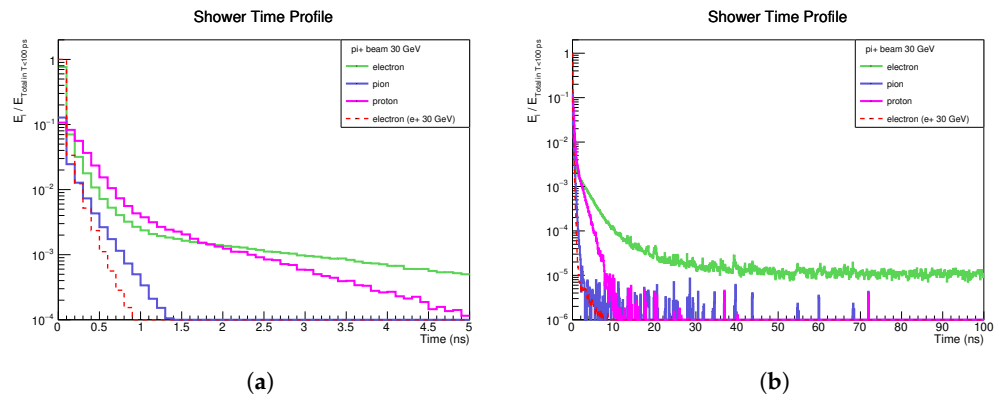 Shower Time Profile
E_i / E_Total in T<100 ps
1
10^-1
10^-2
10^-3
10^-4
0 0.5 1 1.5 2 2.5 3 3.5 4 4.5 5
Time (ns)
pi+ beam 30 GeV
electron
pion
proton
electron (e+ 30 GeV)
(a)
Shower Time Profile
E_i / E_Total in T<100 ps
1
10^-1
10^-2
10^-3
10^-4
10^-5
10^-6
0 10 20 30 40 50 60 70 80 90 100
Time (ns)
pi+ beam 30 GeV
electron
pion
proton
electron (e+ 30 GeV)
(b)